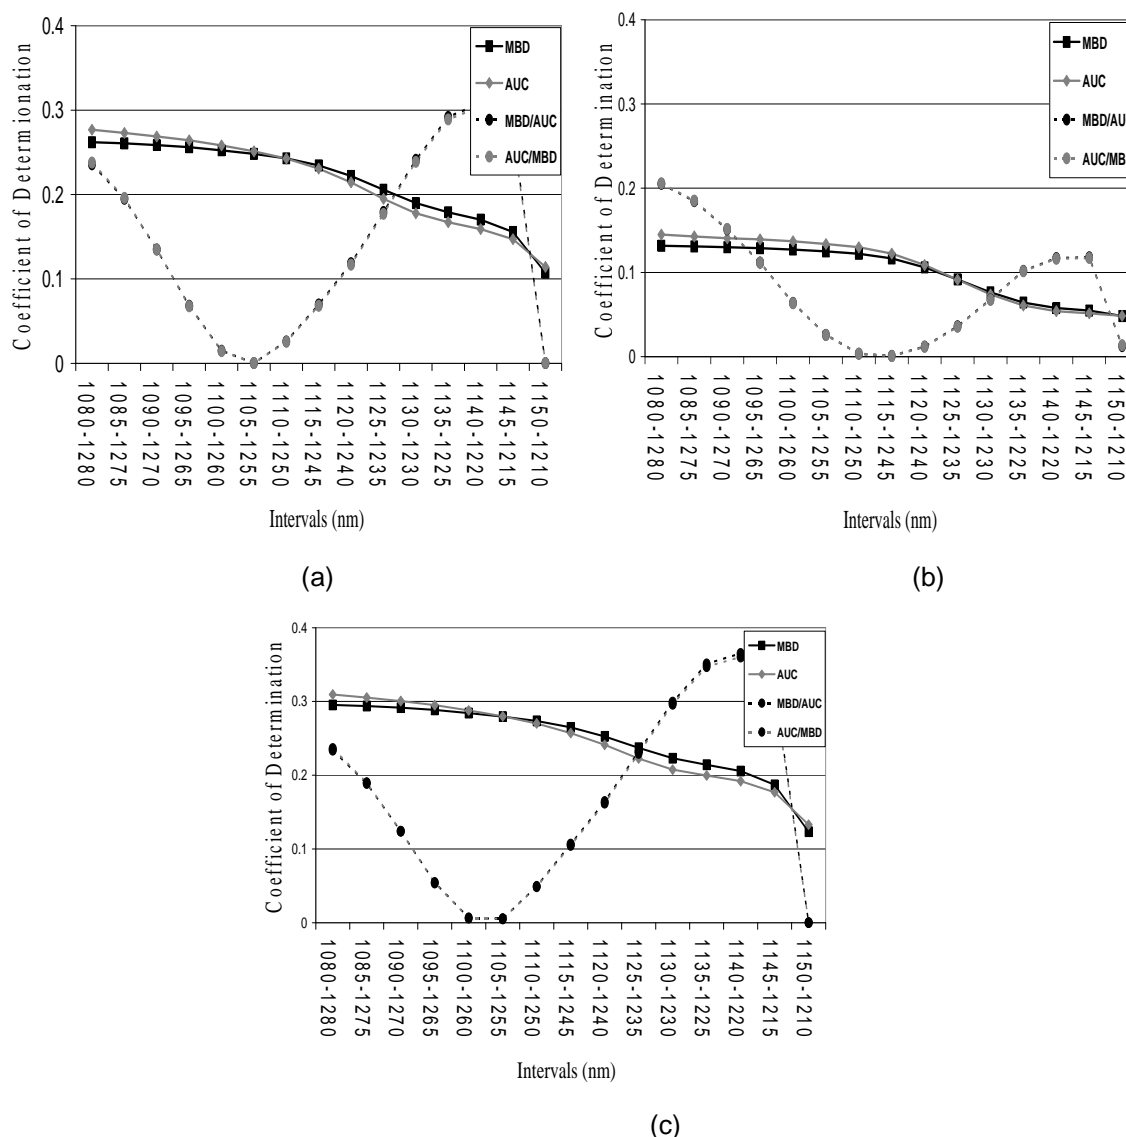 Coefficient of Determionation
0.4
0.3
0.2
0.1
0
MBD
AUC
MBD/AUC
AUC/MBD
1080-1280
1085-1275
1090-1270
1095-1265
1100-1260
1105-1255
1110-1250
1115-1245
1120-1240
1125-1235
1130-1230
1135-1225
1140-1220
1145-1215
1150-1210
Intervals (nm)
(a)
Coefficient of Determination
0.4
0.3
0.2
0.1
0
MBD
AUC
MBD/AUC
AUC/MBD
1080-1280
1085-1275
1090-1270
1095-1265
1100-1260
1105-1255
1110-1250
1115-1245
1120-1240
1125-1235
1130-1230
1135-1225
1140-1220
1145-1215
1150-1210
Intervals (nm)
(b)
Coefficient of Determination
0.4
0.3
0.2
0.1
0
MBD
AUC
MBD/AUC
AUC/MBD
1080-1280
1085-1275
1090-1270
1095-1265
1100-1260
1105-1255
1110-1250
1115-1245
1120-1240
1125-1235
1130-1230
1135-1225
1140-1220
1145-1215
1150-1210
Intervals (nm)
(c)